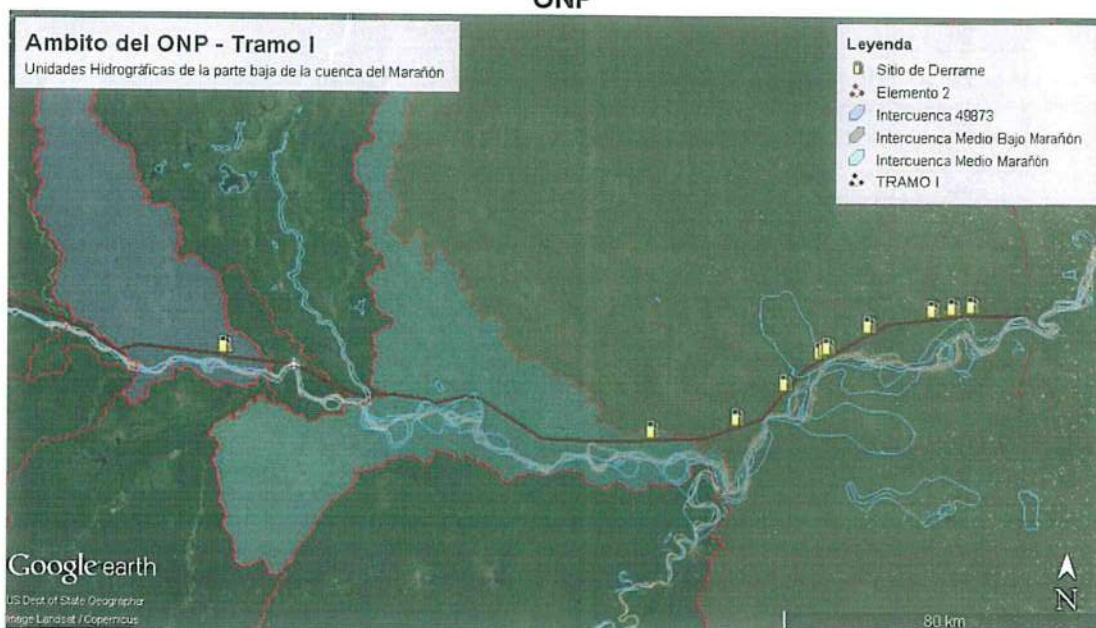 ONP
Ambito del ONP - Tramo I
Unidades Hidrográficas de la parte baja de la cuenca del Marañón
Leyenda
Sitio de Derrame
Elemento 2
Intercuenca 49873
Intercuenca Medio Bajo Marañón
Intercuenca Medio Marañón
TRAMO I
Google earth
US Dept of State Geographer
Image Landsat / Copernicus
N
80 km